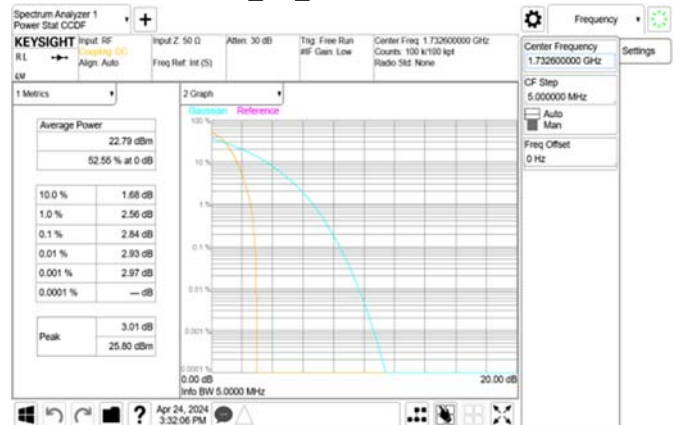 Spectrum Analyzer 1
Power Stat CCDF
Frequency
KEYSIGHT
RL
Input: RF
Coupling: DC
Align: Auto
Input Z: 50 Ω
Freq Ref: Int (S)
Atten: 30 dB
Trig: Free Run
#IF Gain: Low
Center Freq: 1.732600000 GHz
Counts: 100 k/100 kpt
Radio Std: None
Center Frequency
1.732600000 GHz
Settings
CF Step
5.000000 MHz
Auto
Man
Freq Offset
0 Hz
1 Metrics
2 Graph
Average Power
22.79 dBm
52.55 % at 0 dB
10.0 % 1.68 dB
1.0 % 2.56 dB
0.1 % 2.84 dB
0.01 % 2.93 dB
0.001 % 2.97 dB
0.0001 % --- dB
Peak
3.01 dB
25.80 dBm
Gaussian Reference
100 %
10 %
1 %
0.1 %
0.01 %
0.001 %
0.0001 %
0.00 dB
20.00 dB
Info BW 5.0000 MHz
Apr 24, 2024
3:32:06 PM